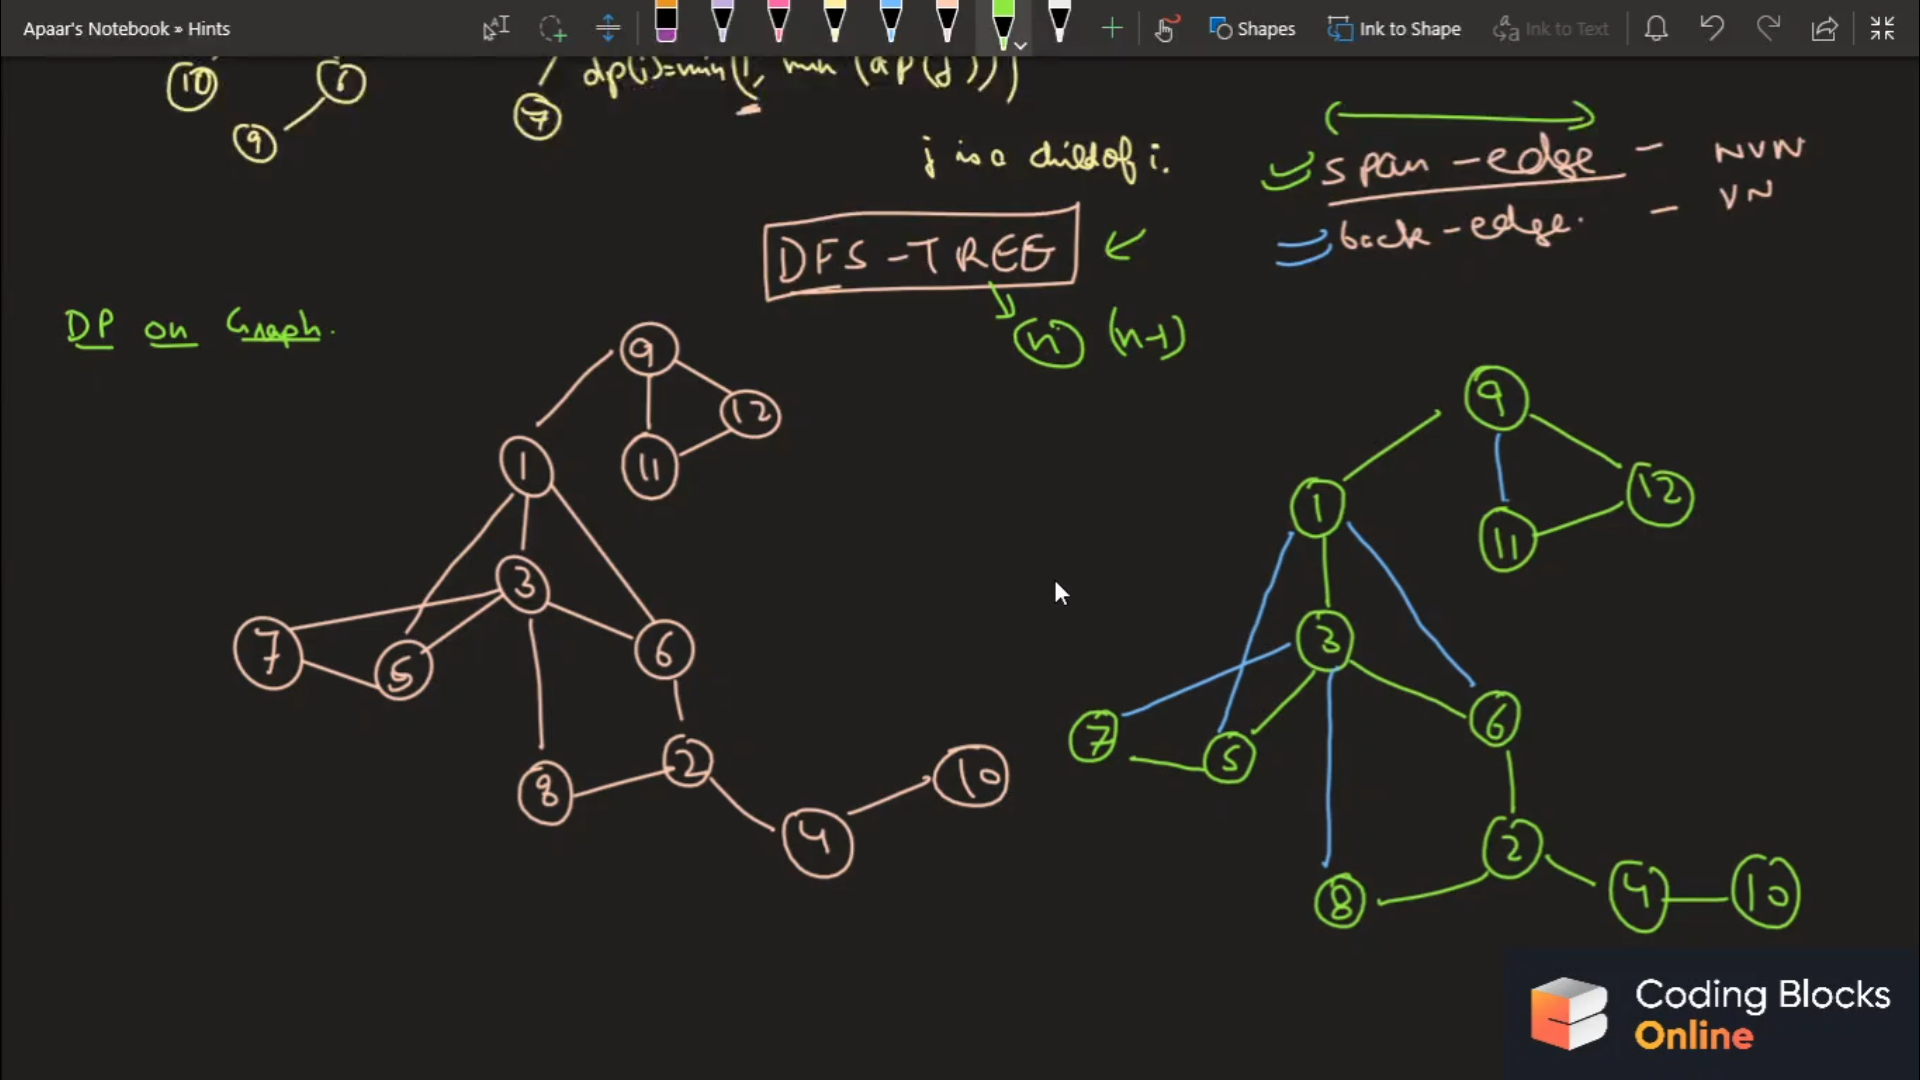 Apaar's Notebook » Hints
Shapes
Ink to Shape
Ink to Text
10
6
9
7
dp(i)=min(1, min (dp(j)))
j is a child of i.
span-edge - NVN
back-edge. - VN
DFS-TREE
n (n-1)
DP on Graph.
9
12
11
1
3
7
5
6
8
2
4
10
9
12
11
1
3
7
5
6
8
2
4
10
Coding Blocks
Online